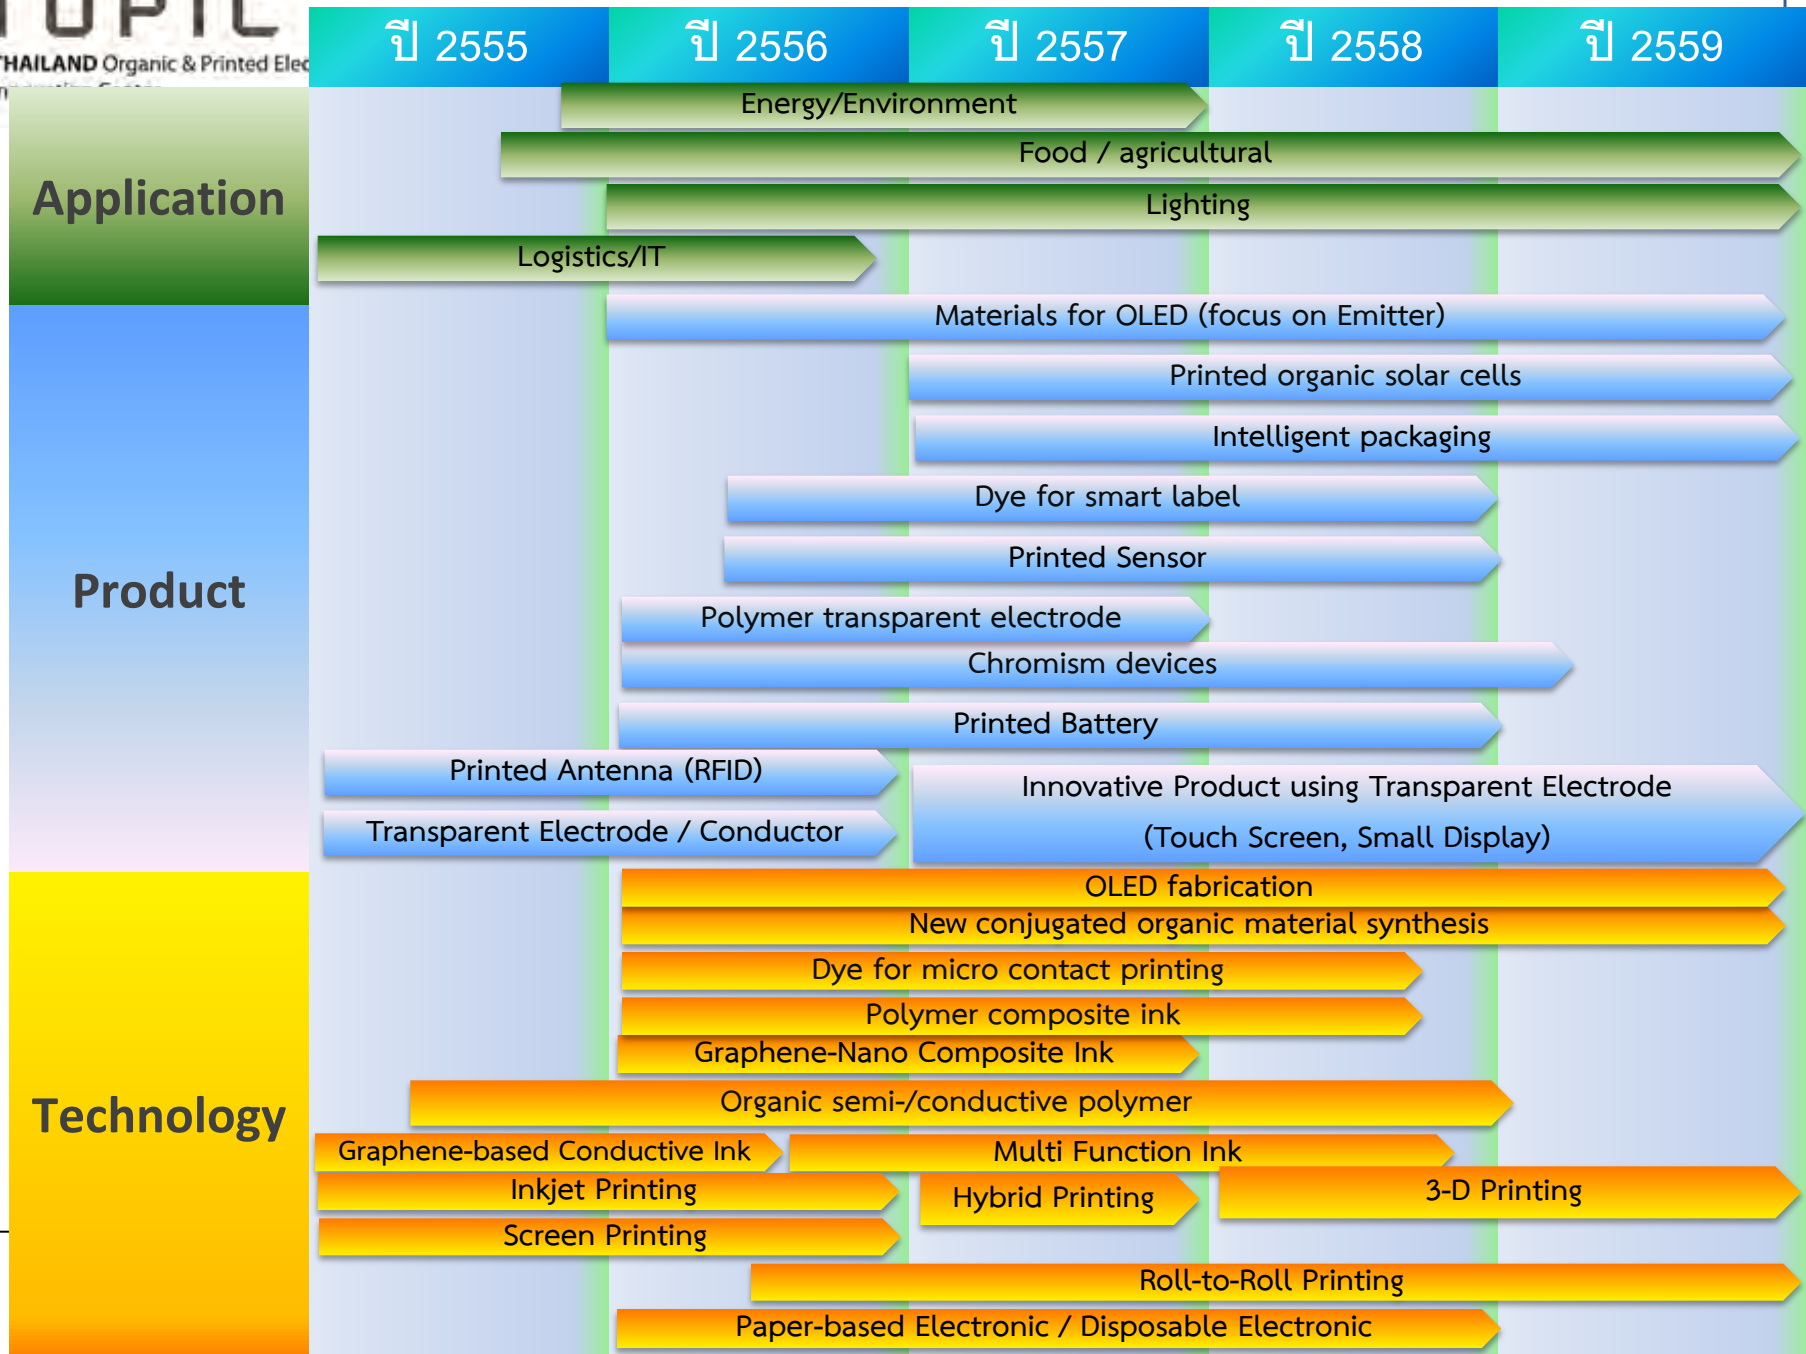 THAILAND Organic & Printed Elec
ปี 2555
ปี 2556
ปี 2557
ปี 2558
ปี 2559
Application
Energy/Environment
Food / agricultural
Lighting
Logistics/IT
Product
Materials for OLED (focus on Emitter)
Printed organic solar cells
Intelligent packaging
Dye for smart label
Printed Sensor
Polymer transparent electrode
Chromism devices
Printed Battery
Printed Antenna (RFID)
Innovative Product using Transparent Electrode
(Touch Screen, Small Display)
Transparent Electrode / Conductor
Technology
OLED fabrication
New conjugated organic material synthesis
Dye for micro contact printing
Polymer composite ink
Graphene-Nano Composite Ink
Organic semi-/conductive polymer
Graphene-based Conductive Ink
Multi Function Ink
Inkjet Printing
Hybrid Printing
3-D Printing
Screen Printing
Roll-to-Roll Printing
Paper-based Electronic / Disposable Electronic